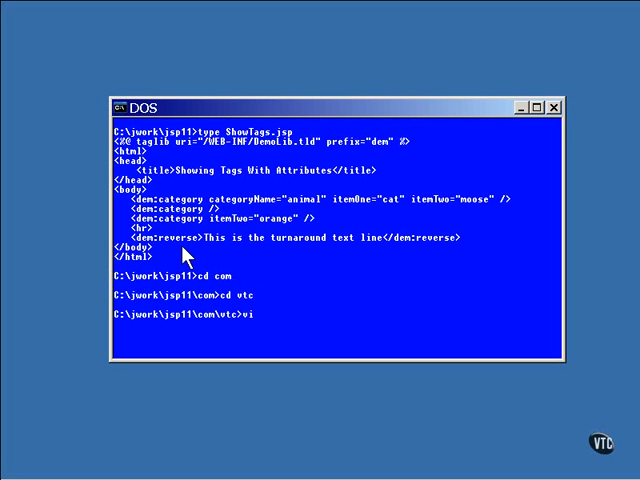 DOS
C:\jwork\jsp11>type ShowTags.jsp
<%@ taglib uri="/WEB-INF/DemoLib.tld" prefix="dem" %>
<html>
<head>
<title>Showing Tags With Attributes</title>
</head>
<body>
<dem:category categoryName="animal" itemOne="cat" itemTwo="moose" />
<dem:category />
<dem:category itemTwo="orange" />
<hr>
<dem:reverse>This is the turnaround text line</dem:reverse>
</body>
</html>
C:\jwork\jsp11>cd com
C:\jwork\jsp11\com>cd vtc
C:\jwork\jsp11\com\vtc>vi
VTC